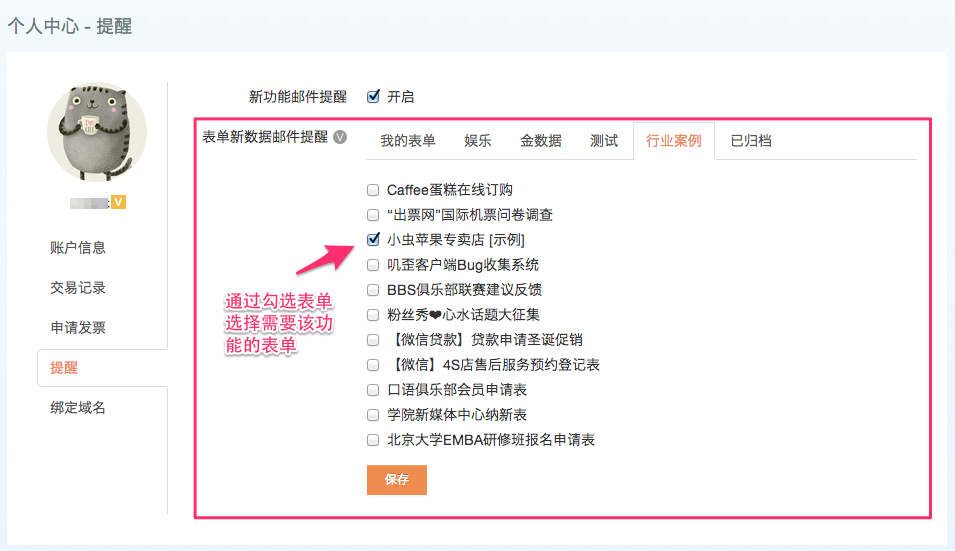 个人中心 - 提醒
新功能邮件提醒 开启
表单新数据邮件提醒 V
我的表单 娱乐 金数据 测试 行业案例 已归档
V
账户信息
交易记录
申请发票
提醒
绑定域名
Caffee蛋糕在线订购
“出票网”国际机票问卷调查
小虫苹果专卖店 [示例]
叽歪客户端Bug收集系统
BBS俱乐部联赛建议反馈
粉丝秀❤心水话题大征集
【微信贷款】贷款申请圣诞促销
【微信】4S店售后服务预约登记表
口语俱乐部会员申请表
学院新媒体中心纳新表
北京大学EMBA研修班报名申请表
通过勾选表单
选择需要该功
能的表单
保存